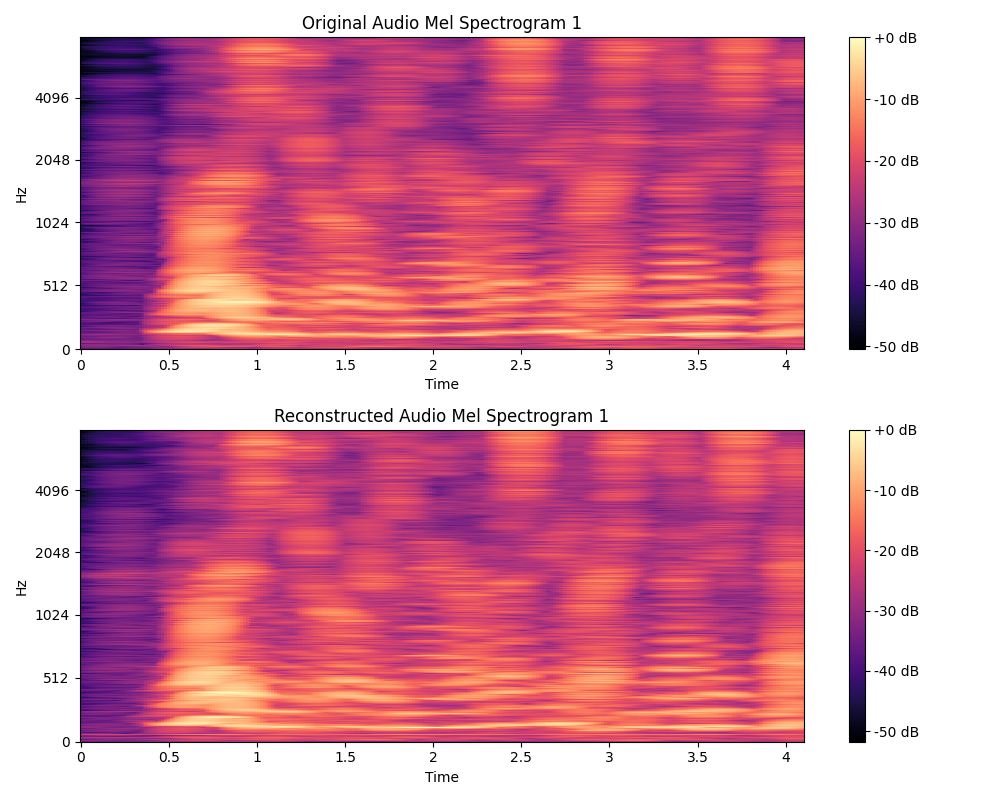 Original Audio Mel Spectrogram 1
+0 dB
4096
-10 dB
2048
-20 dB
Hz
1024
-30 dB
512
-40 dB
0
-50 dB
0 0.5 1 1.5 2 2.5 3 3.5 4
Time
Reconstructed Audio Mel Spectrogram 1
+0 dB
4096
-10 dB
2048
-20 dB
Hz
1024
-30 dB
512
-40 dB
0
-50 dB
0 0.5 1 1.5 2 2.5 3 3.5 4
Time